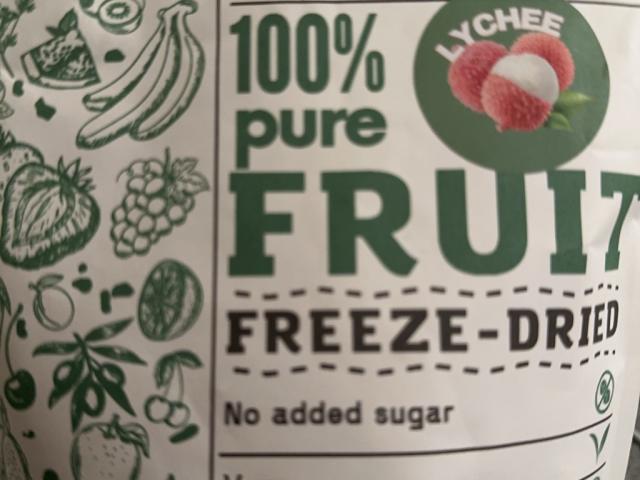 LYCHEE
100%
pure
FRUIT
FREEZE-DRIED
No added sugar